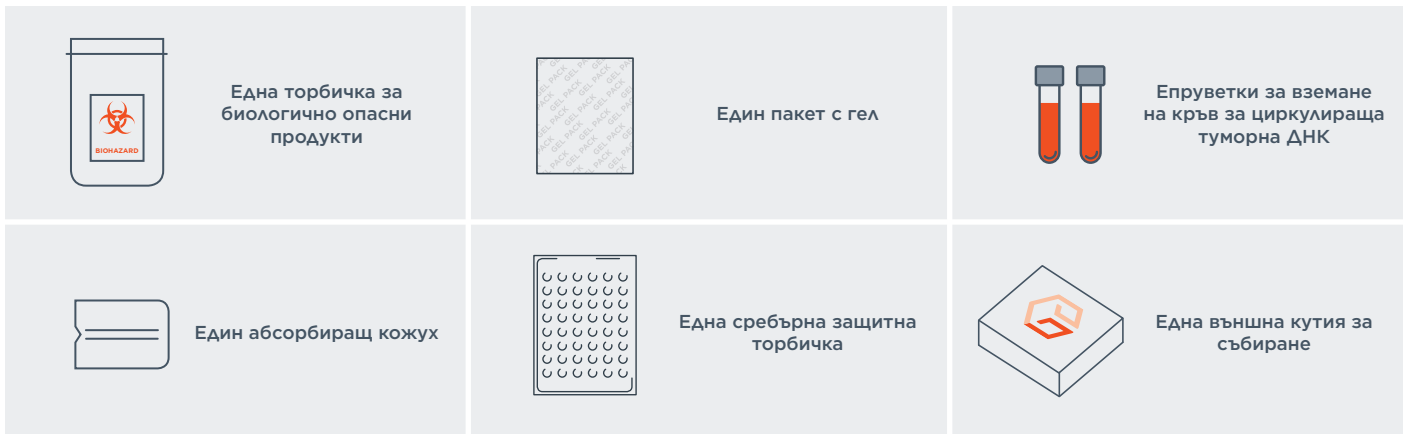 BIOHAZARD
Една торбичка за
биологично опасни
продукти
GEL PACK
Един пакет с гел
Епруветки за вземане
на кръв за циркулираща
туморна ДНК
Един абсорбиращ кожух
Една сребърна защитна
торбичка
Една външна кутия за
събиране